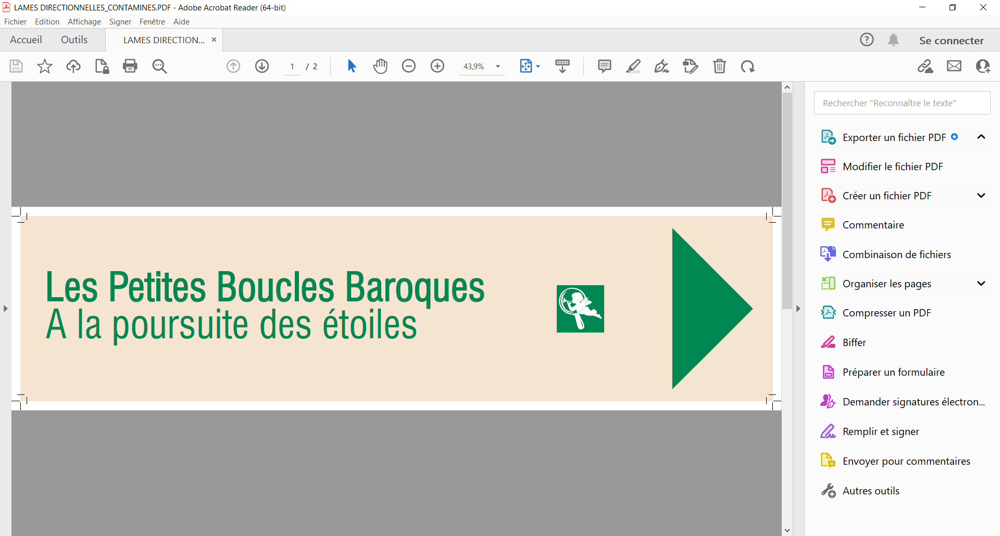 LAMES DIRECTIONNELLES_CONTAMINES.PDF - Adobe Acrobat Reader (64-bit)
Fichier Edition Affichage Signer Fenêtre Aide
Accueil Outils LAMES DIRECTION... × Se connecter
1 / 2 43,9%
Rechercher "Reconnaître le texte"
Exporter un fichier PDF
Modifier le fichier PDF
Créer un fichier PDF
Commentaire
Combinaison de fichiers
Organiser les pages
Compresser un PDF
Biffer
Préparer un formulaire
Demander signatures électron...
Remplir et signer
Envoyer pour commentaires
Autres outils
Les Petites Boucles Baroques
A la poursuite des étoiles